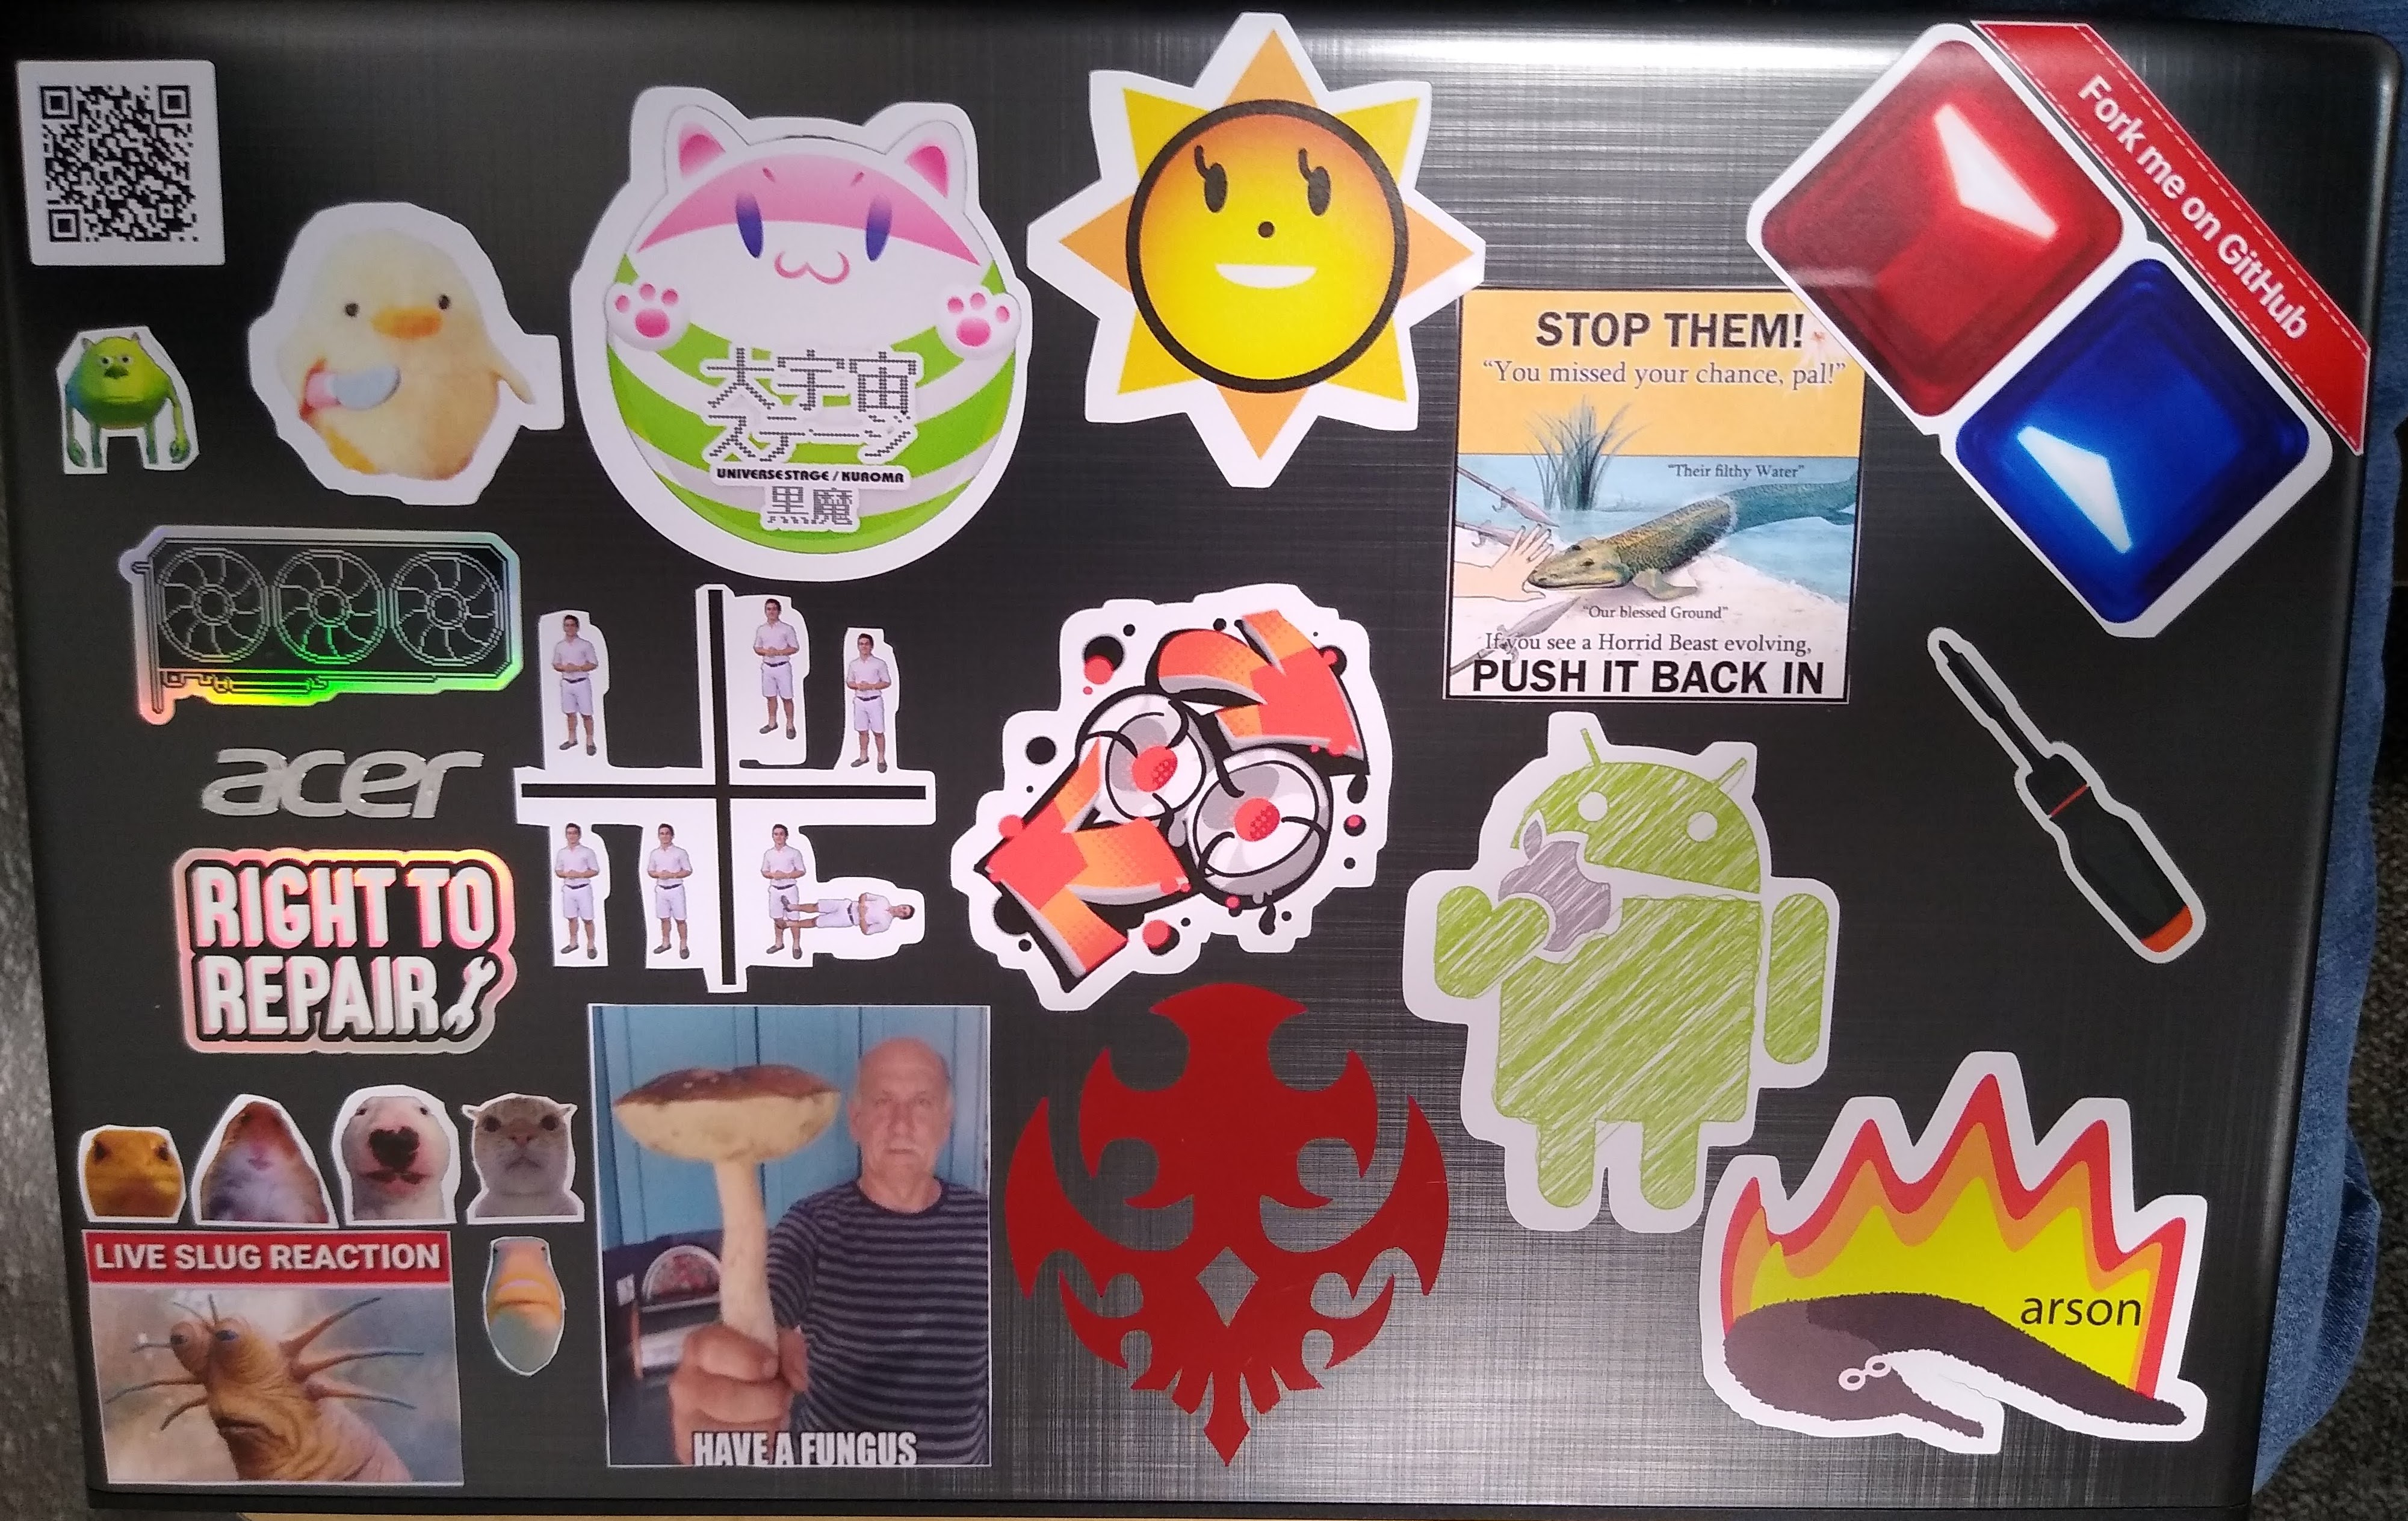 Fork me on GitHub
大宇宙
ステージ
UNIVERSE STAGE / KUROMA
黒魔
STOP THEM!
“You missed your chance, pal!”
“Their filthy Water”
“Our blessed Ground”
If you see a Horrid Beast evolving,
PUSH IT BACK IN
acer
RIGHT TO
REPAIR
LIVE SLUG REACTION
HAVE A FUNGUS
arson